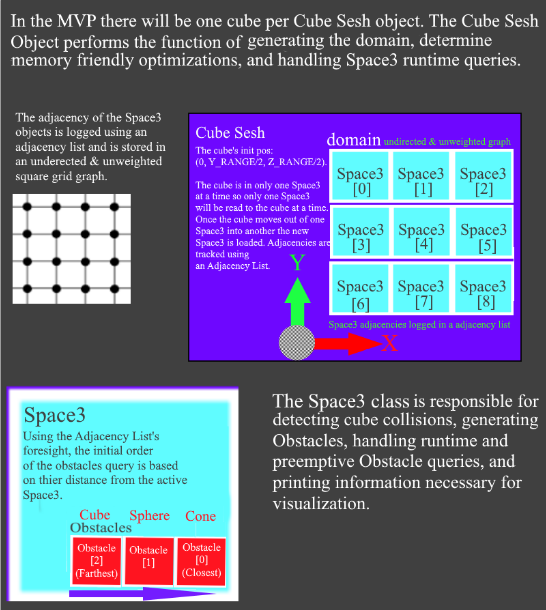 In the MVP there will be one cube per Cube Sesh object. The Cube Sesh
Object performs the function of generating the domain, determine
memory friendly optimizations, and handling Space3 runtime queries.
The adjacency of the Space3
objects is logged using an
adjacency list and is stored in
an underected & unweighted
square grid graph.
Cube Sesh
The cube's init pos:
(0, Y_RANGE/2, Z_RANGE/2).
The cube is in only one Space3
at a time so only one Space3
will be read to the cube at a time.
Once the cube moves out of one
Space3 into another the new
Space3 is loaded. Adjacencies are
tracked using
an Adjacency List.
domain undirected & unweighted graph
Space3 Space3 Space3
[0] [1] [2]
Space3 Space3 Space3
[3] [4] [5]
Space3 Space3 Space3
[6] [7] [8]
Space3 adjacencies logged in a adjacency list
Y
X
Space3
Using the Adjacency List's
foresight, the initial order
of the obstacles query is based
on thier distance from the active
Space3.
Cube Sphere Cone
Obstacles
Obstacle Obstacle Obstacle
[2] [1] [0]
(Farthest) (Closest)
The Space3 class is responsible for
detecting cube collisions, generating
Obstacles, handling runtime and
preemptive Obstacle queries, and
printing information necessary for
visualization.